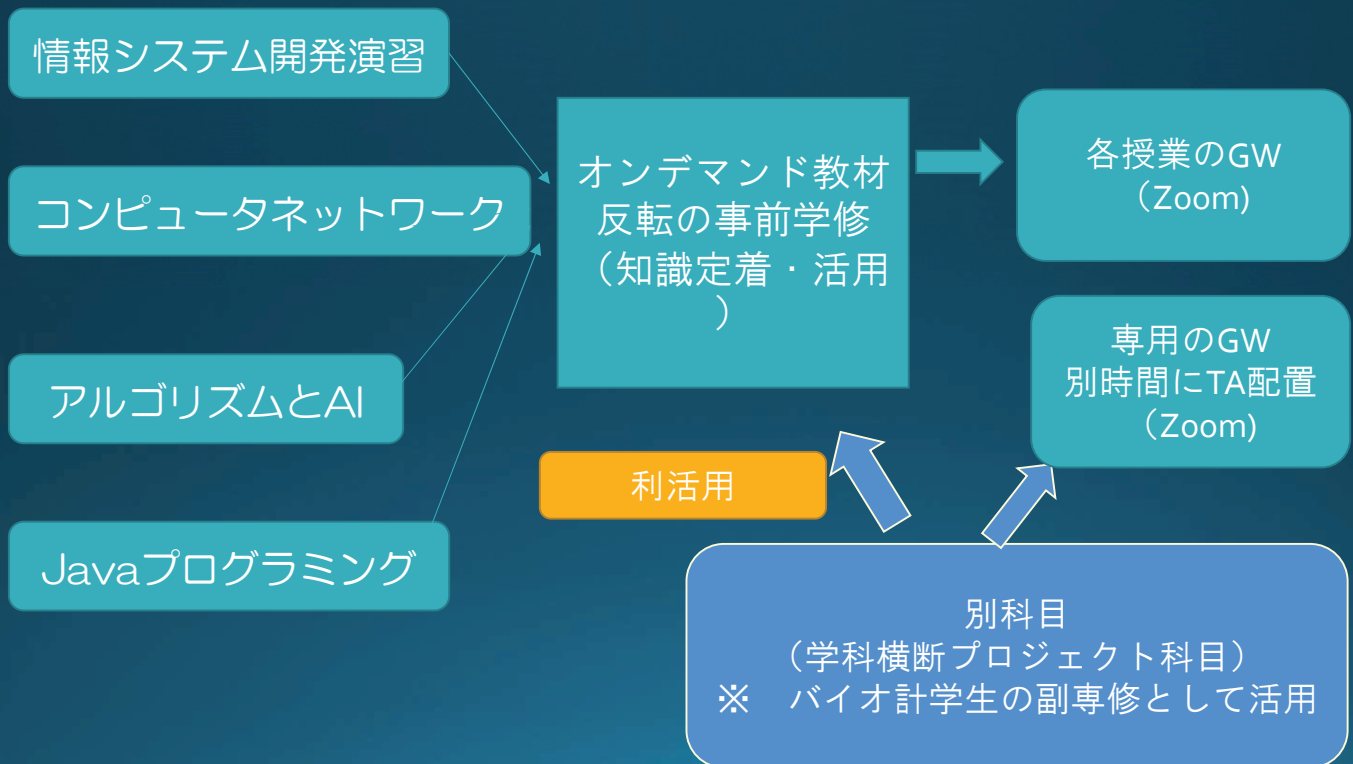 情報システム開発演習
コンピュータネットワーク
アルゴリズムとAI
Javaプログラミング
オンデマンド教材
反転の事前学修
（知識定着・活用
）
各授業のGW
（Zoom)
専用のGW
別時間にTA配置
（Zoom)
利活用
別科目
（学科横断プロジェクト科目）
※　バイオ計学生の副専修として活用